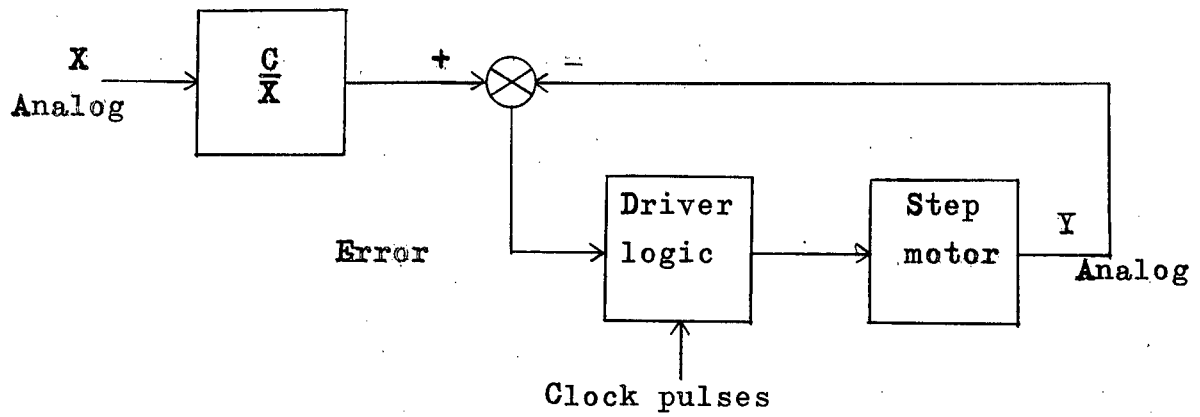 X
Analog
C
X
+
−
Driver
logic
Step
motor
Y
Analog
Error
Clock pulses